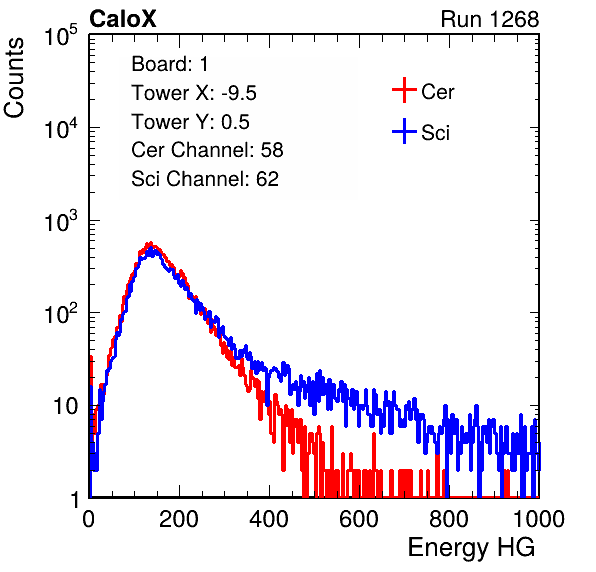 CaloX Run 1268
Counts
10^5
10^4
10^3
10^2
10
1
Board: 1
Tower X: -9.5
Tower Y: 0.5
Cer Channel: 58
Sci Channel: 62
Cer
Sci
0 200 400 600 800 1000
Energy HG